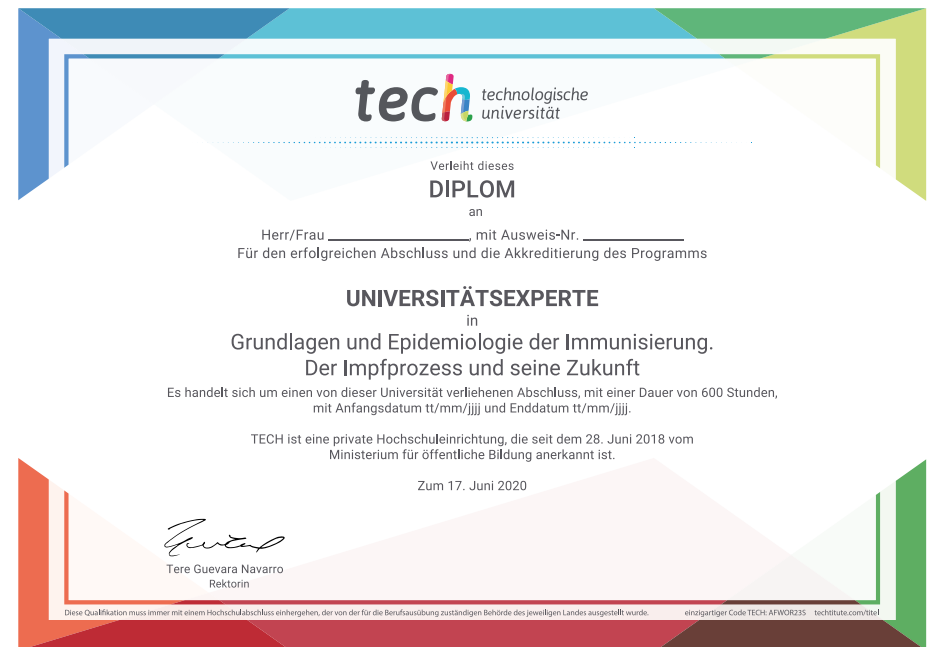 tech technologische
universität
Verleiht dieses
DIPLOM
an
Herr/Frau ____________________, mit Ausweis-Nr. ______________
Für den erfolgreichen Abschluss und die Akkreditierung des Programms
UNIVERSITÄTSEXPERTE
in
Grundlagen und Epidemiologie der Immunisierung.
Der Impfprozess und seine Zukunft
Es handelt sich um einen von dieser Universität verliehenen Abschluss, mit einer Dauer von 600 Stunden,
mit Anfangsdatum tt/mm/jjjj und Enddatum tt/mm/jjjj.
TECH ist eine private Hochschuleinrichtung, die seit dem 28. Juni 2018 vom
Ministerium für öffentliche Bildung anerkannt ist.
Zum 17. Juni 2020
Tere Guevara Navarro
Rektorin
Diese Qualifikation muss immer mit einem Hochschulabschluss einhergehen, der von der für die Berufsausübung zuständigen Behörde des jeweiligen Landes ausgestellt wurde. einzigartiger Code TECH: AFWOR23S techtitute.com/titel